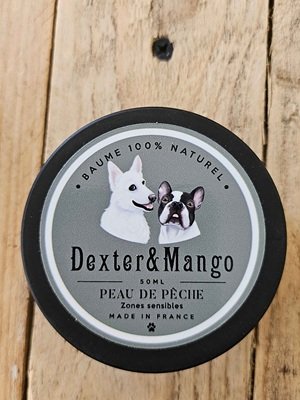 • BAUME 100% NATUREL •
Dexter&Mango
50ML
PEAU DE PÊCHE
Zones sensibles
MADE IN FRANCE